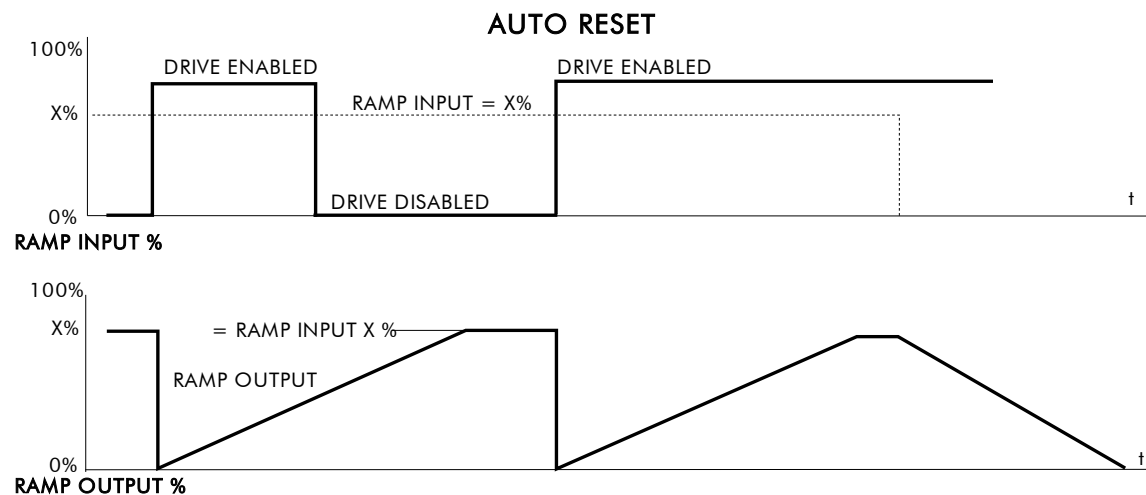 AUTO RESET
100%
DRIVE ENABLED
DRIVE ENABLED
X%
RAMP INPUT = X%
DRIVE DISABLED
t
0%
RAMP INPUT %
100%
X%
= RAMP INPUT X %
RAMP OUTPUT
0%
t
RAMP OUTPUT %